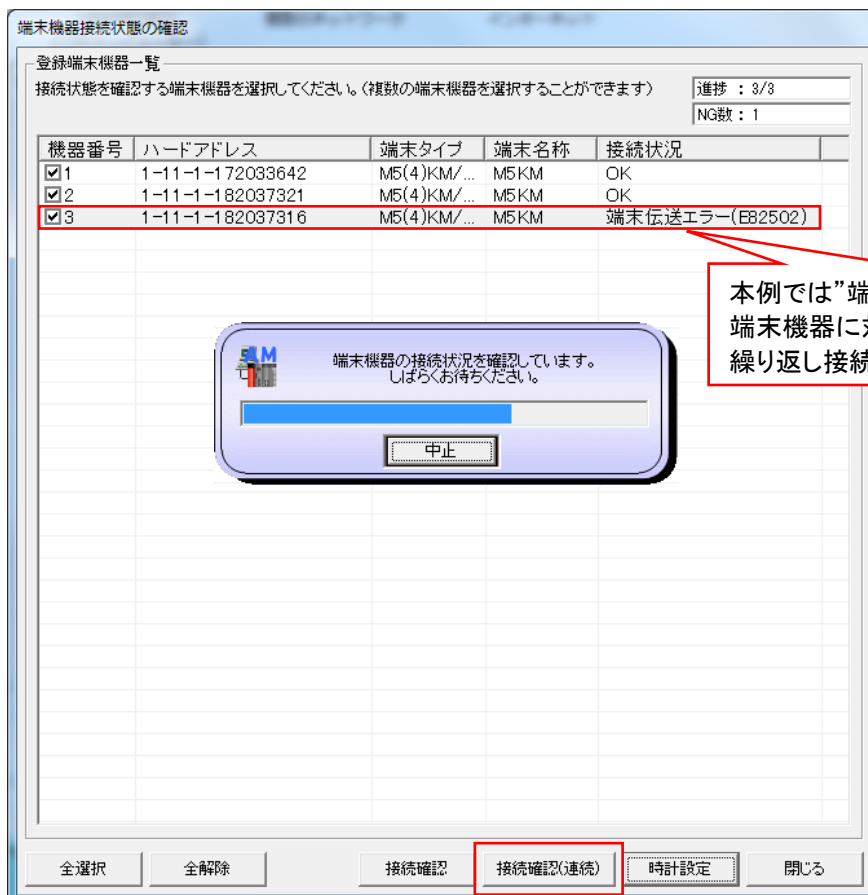 端末機器接続状態の確認
登録端末機器一覧
接続状態を確認する端末機器を選択してください。(複数の端末機器を選択することができます)
進捗 : 3/3
NG数 : 1
機器番号 ハードアドレス 端末タイプ 端末名称 接続状況
1 1-11-1-172033642 M5(4)KM/... M5KM OK
2 1-11-1-182037321 M5(4)KM/... M5KM OK
3 1-11-1-182037316 M5(4)KM/... M5KM 端末伝送エラー(E82502)
本例では”端
端末機器に
繰り返し接続
AM
端末機器の接続状況を確認しています。
しばらくお待ちください。
中止
全選択 全解除 接続確認 接続確認(連続) 時計設定 閉じる